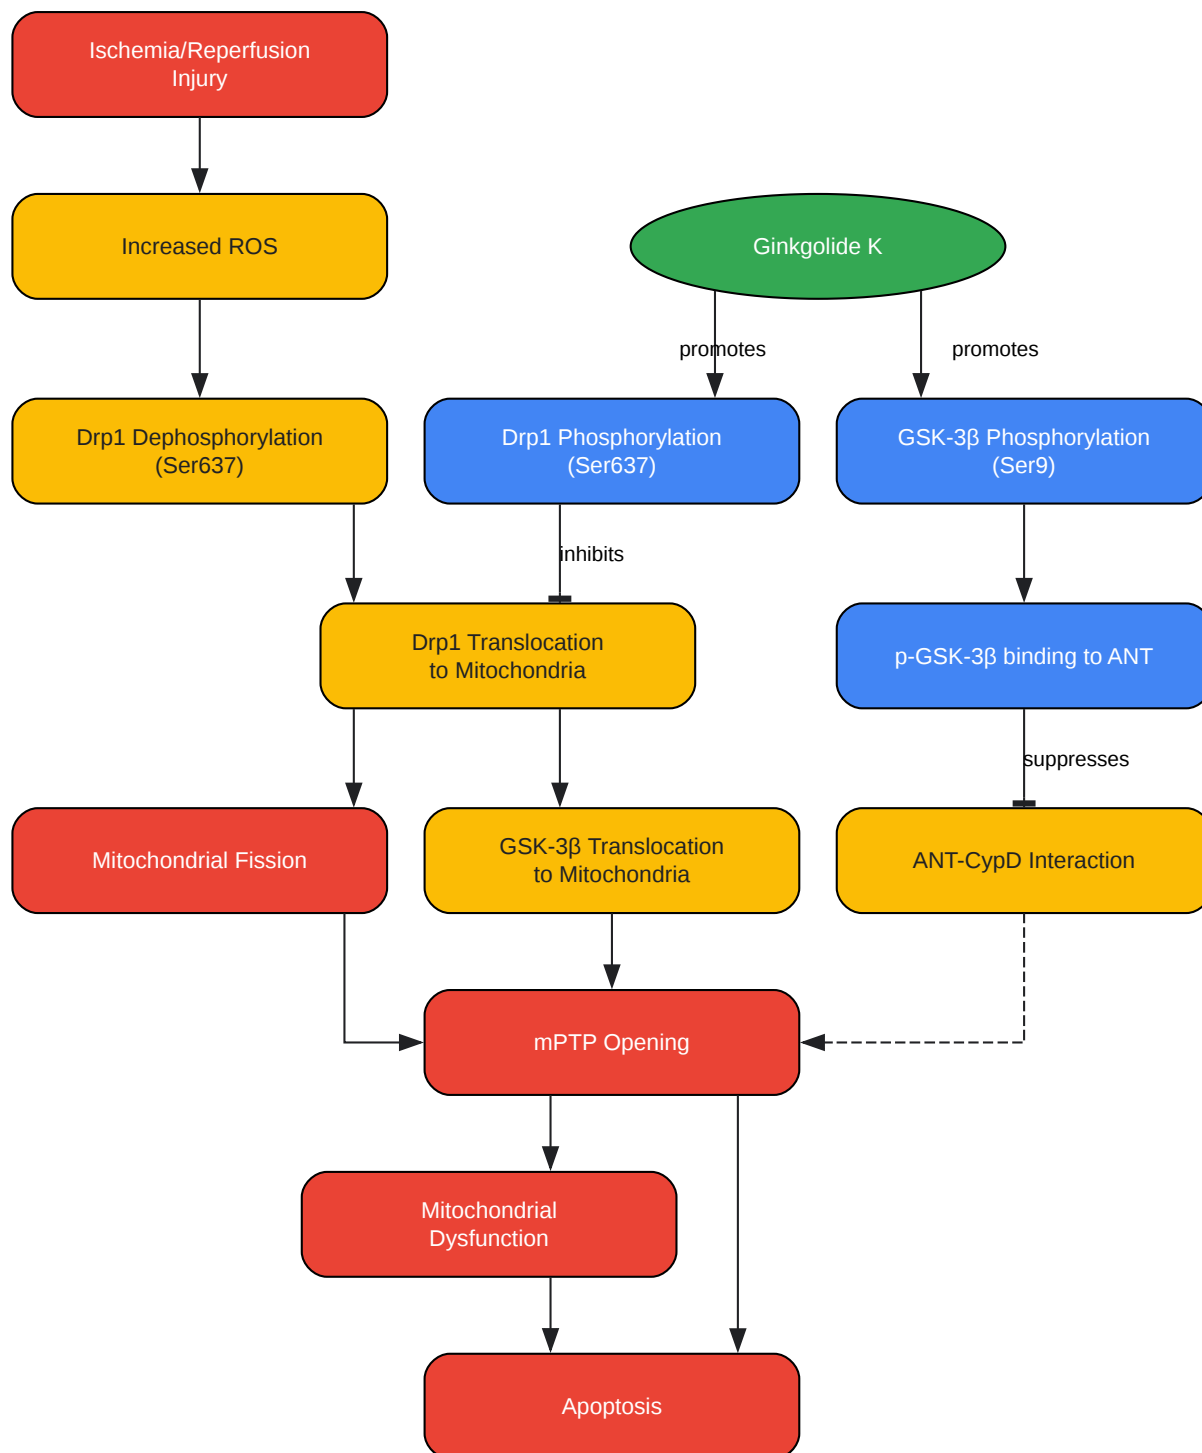 Ischemia/Reperfusion
Injury
Increased ROS
Ginkgolide K
promotes
promotes
Drp1 Dephosphorylation
(Ser637)
Drp1 Phosphorylation
(Ser637)
GSK-3β Phosphorylation
(Ser9)
inhibits
Drp1 Translocation
to Mitochondria
p-GSK-3β binding to ANT
suppresses
Mitochondrial Fission
GSK-3β Translocation
to Mitochondria
ANT-CypD Interaction
mPTP Opening
Mitochondrial
Dysfunction
Apoptosis